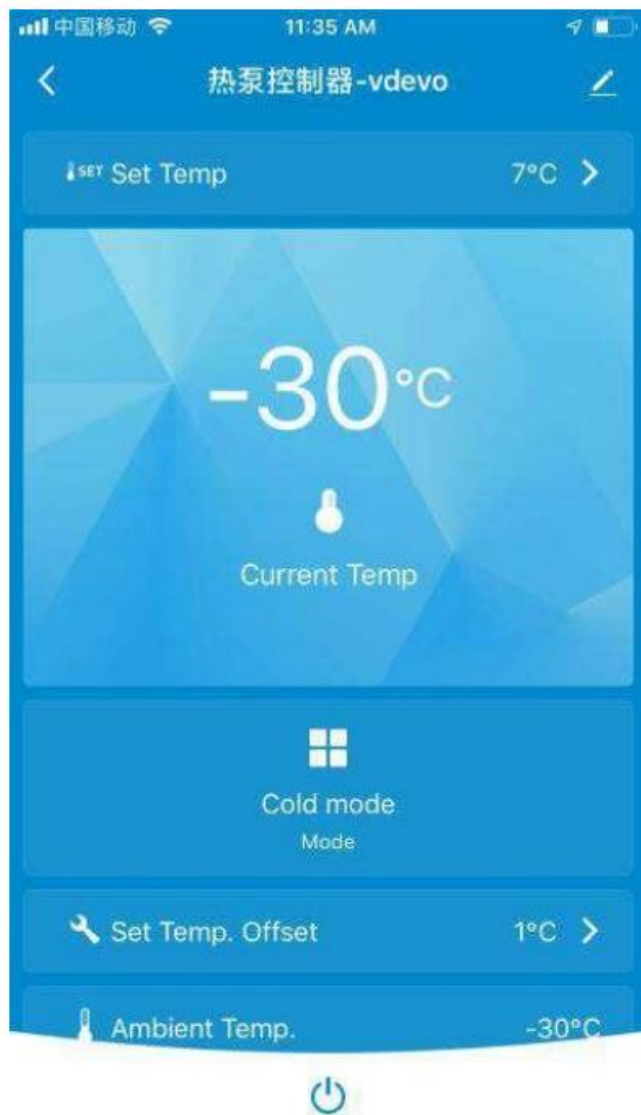 中国移动
11:35 AM
热泵控制器-vdevo
SET Set Temp 7°C
-30°C
Current Temp
Cold mode
Mode
Set Temp. Offset 1°C
Ambient Temp. -30°C